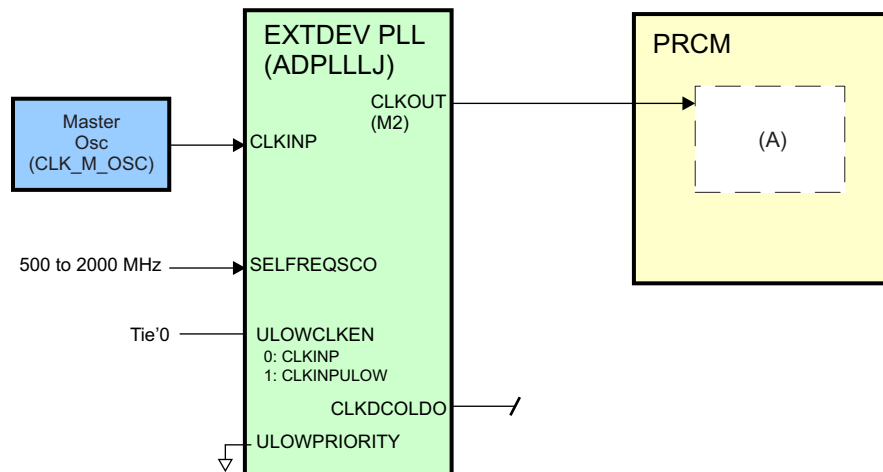 EXTDEV PLL
(ADPLLLJ)
PRCM
CLKOUT
(M2)
(A)
Master
Osc
(CLK_M_OSC)
CLKINP
500 to 2000 MHz
SELFREQSCO
Tie'0
ULOWCLKEN
0: CLKINP
1: CLKINPULOW
CLKDCOLDO
ULOWPRIORITY